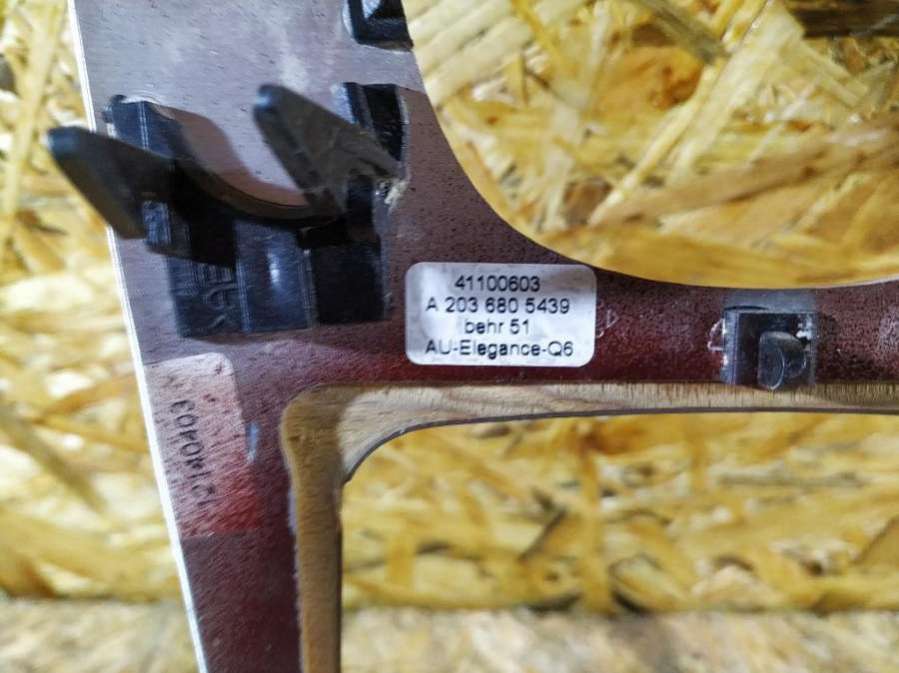 41100603
A 203 680 5439
behr 51
AU-Elegance-Q6